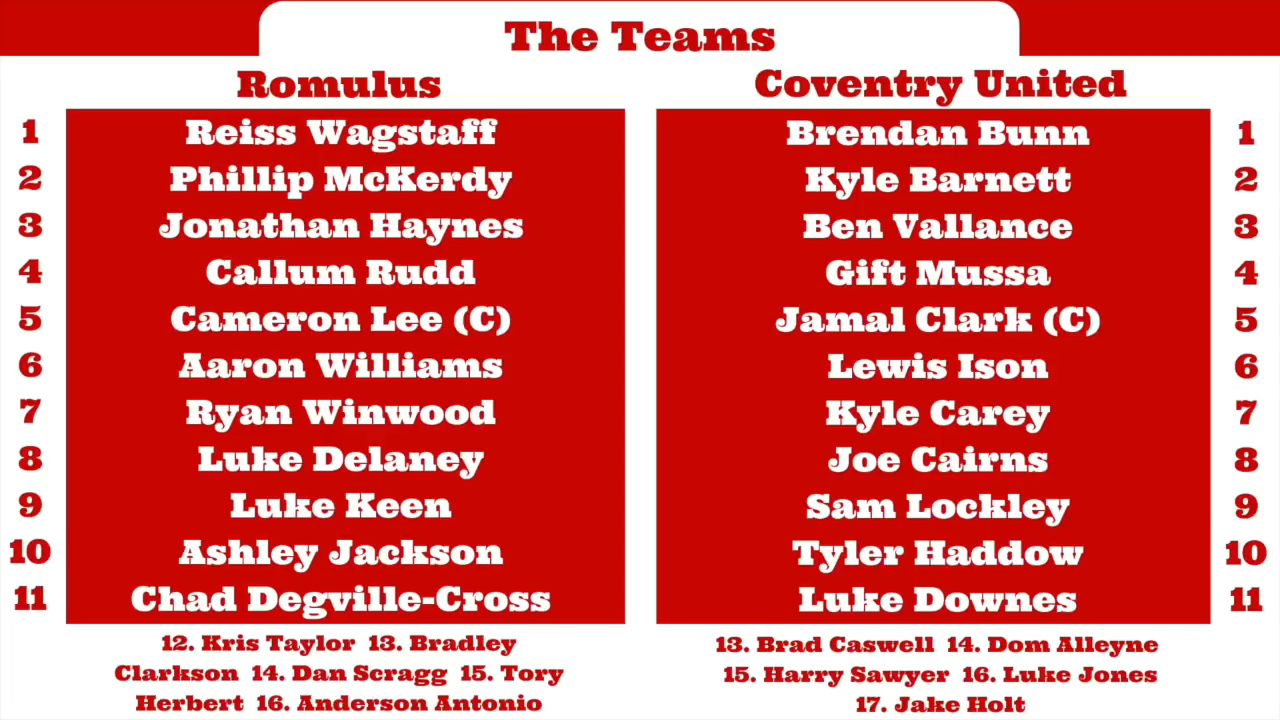 The Teams
Romulus
1 Reiss Wagstaff
2 Phillip McKerdy
3 Jonathan Haynes
4 Callum Rudd
5 Cameron Lee (C)
6 Aaron Williams
7 Ryan Winwood
8 Luke Delaney
9 Luke Keen
10 Ashley Jackson
11 Chad Degville-Cross
12. Kris Taylor 13. Bradley
Clarkson 14. Dan Scragg 15. Tory
Herbert 16. Anderson Antonio
Coventry United
Brendan Bunn 1
Kyle Barnett 2
Ben Vallance 3
Gift Mussa 4
Jamal Clark (C) 5
Lewis Ison 6
Kyle Carey 7
Joe Cairns 8
Sam Lockley 9
Tyler Haddow 10
Luke Downes 11
13. Brad Caswell 14. Dom Alleyne
15. Harry Sawyer 16. Luke Jones
17. Jake Holt